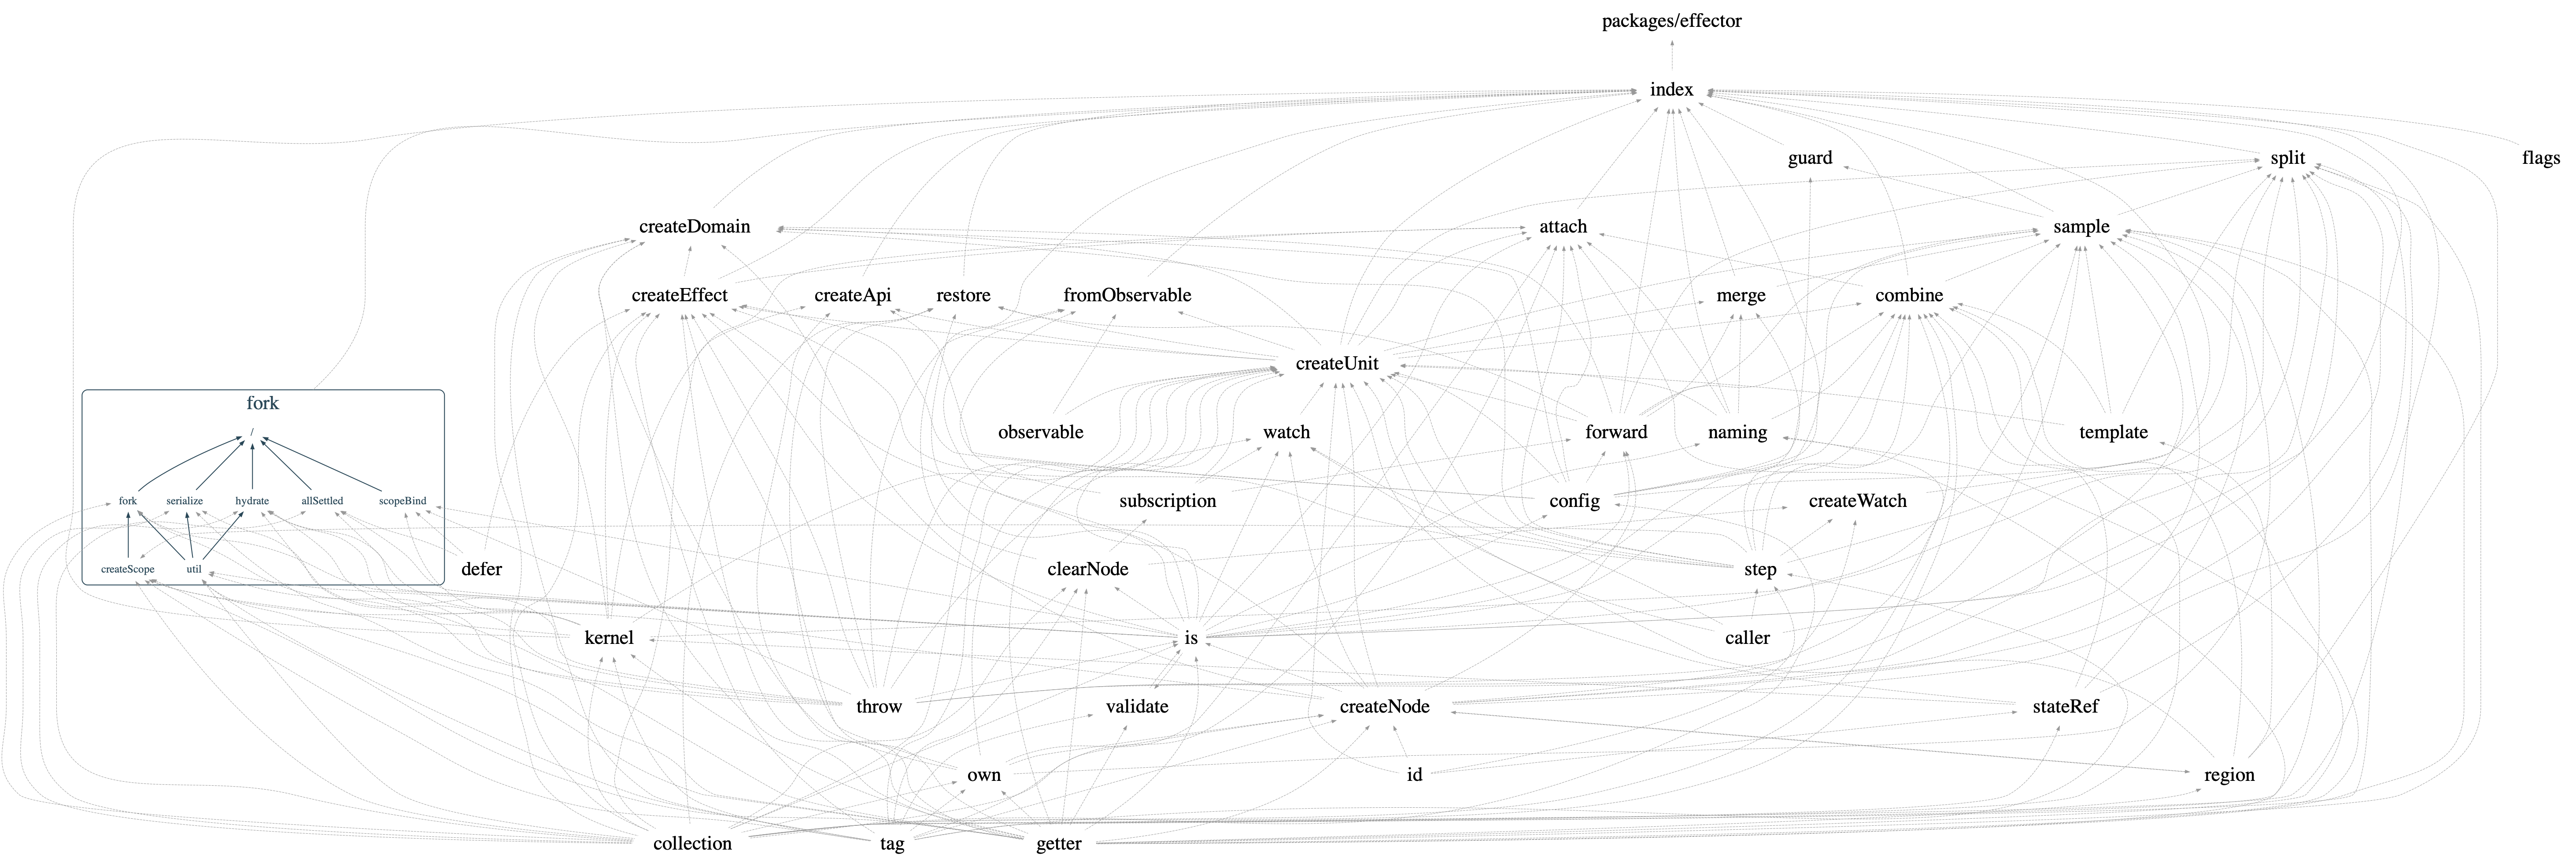 packages/effector
index
guard
split
flags
createDomain
attach
sample
createEffect
createApi
restore
fromObservable
merge
combine
createUnit
fork
/
observable
watch
forward
naming
template
fork
serialize
hydrate
allSettled
scopeBind
subscription
config
createWatch
createScope
util
defer
clearNode
step
kernel
is
caller
throw
validate
createNode
stateRef
own
id
region
collection
tag
getter